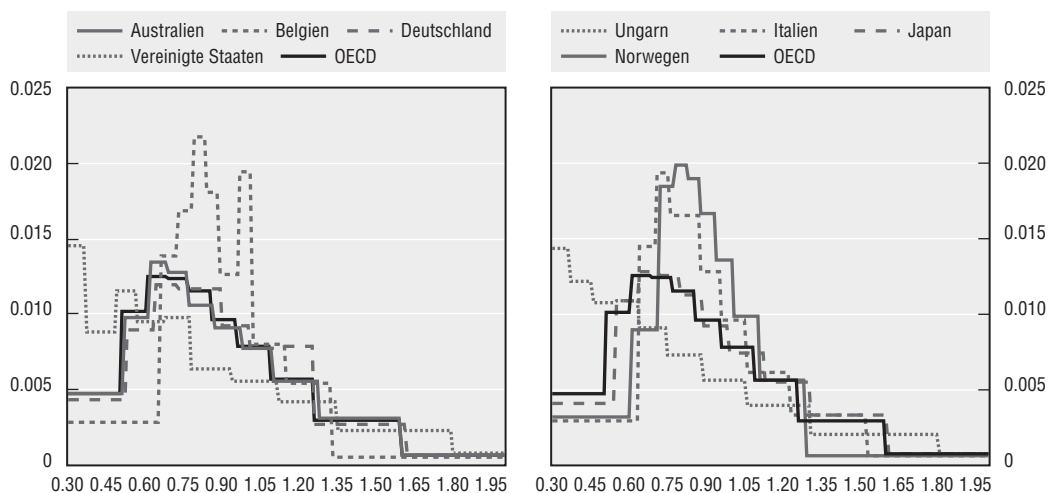 Australien Belgien Deutschland
Vereinigte Staaten OECD
0.025
0.020
0.015
0.010
0.005
0
0.30 0.45 0.60 0.75 0.90 1.05 1.20 1.35 1.50 1.65 1.80 1.95
Ungarn Italien Japan
Norwegen OECD
0.025
0.020
0.015
0.010
0.005
0
0.30 0.45 0.60 0.75 0.90 1.05 1.20 1.35 1.50 1.65 1.80 1.95